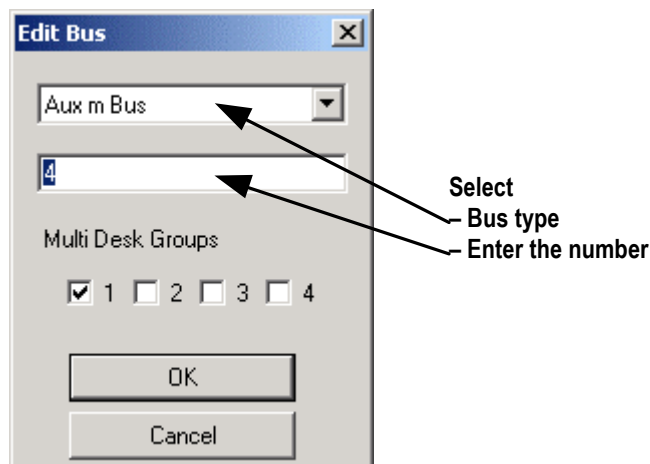 Edit Bus
Aux m Bus
4
Select
– Bus type
– Enter the number
Multi Desk Groups
1 2 3 4
OK
Cancel